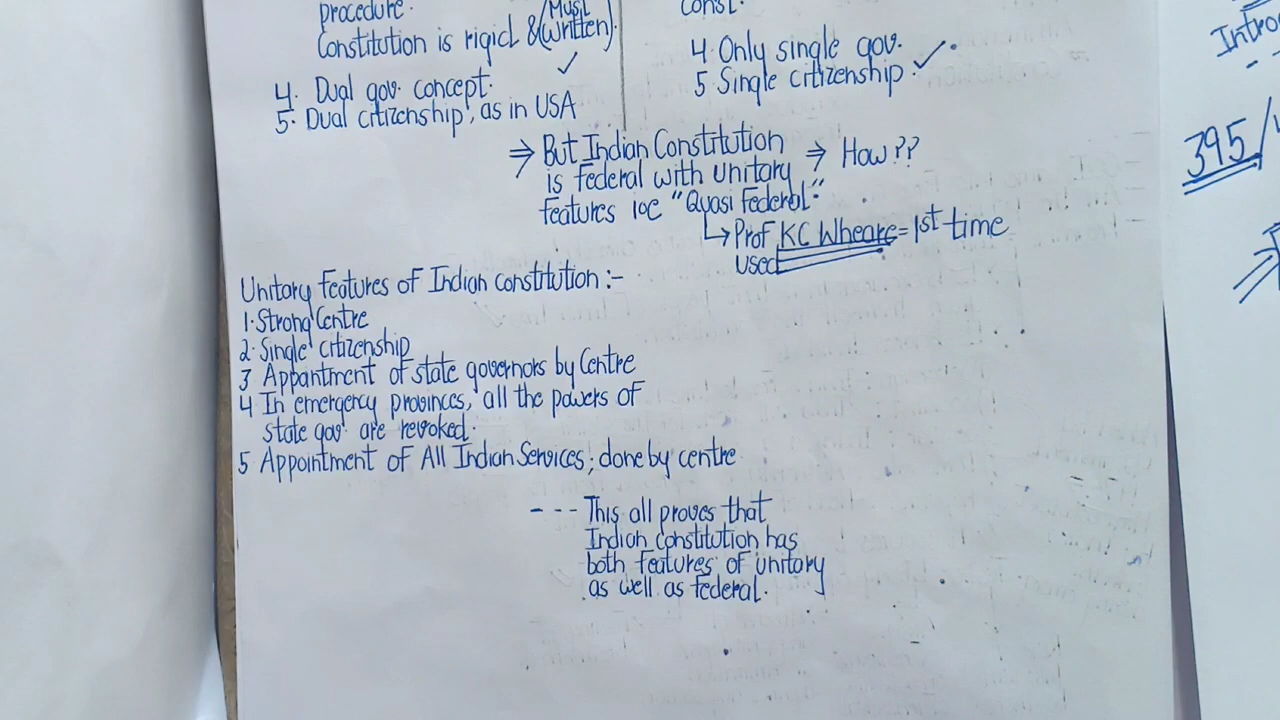 procedure.
Constitution is rigid & (Must
written).
4. Dual gov. concept.
5. Dual citizenship, as in USA
const.
4. Only single gov.
5 Single citizenship.
⇒ But Indian Constitution
is federal with unitary
features ioe "Quasi Federal".
⇒ How ??
↳ Prof KC Wheare = 1st time
used
Unitary features of Indian constitution :-
1. Strong Centre
2. Single citizenship
3 Appantment of state governors by Centre
4 In emergency provinces, all the powers of
state gov. are revoked.
5 Appointment of All Indian Services; done by centre
- - - This all proves that
Indian constitution has
both features of unitary
as well as federal.
Intro
395/